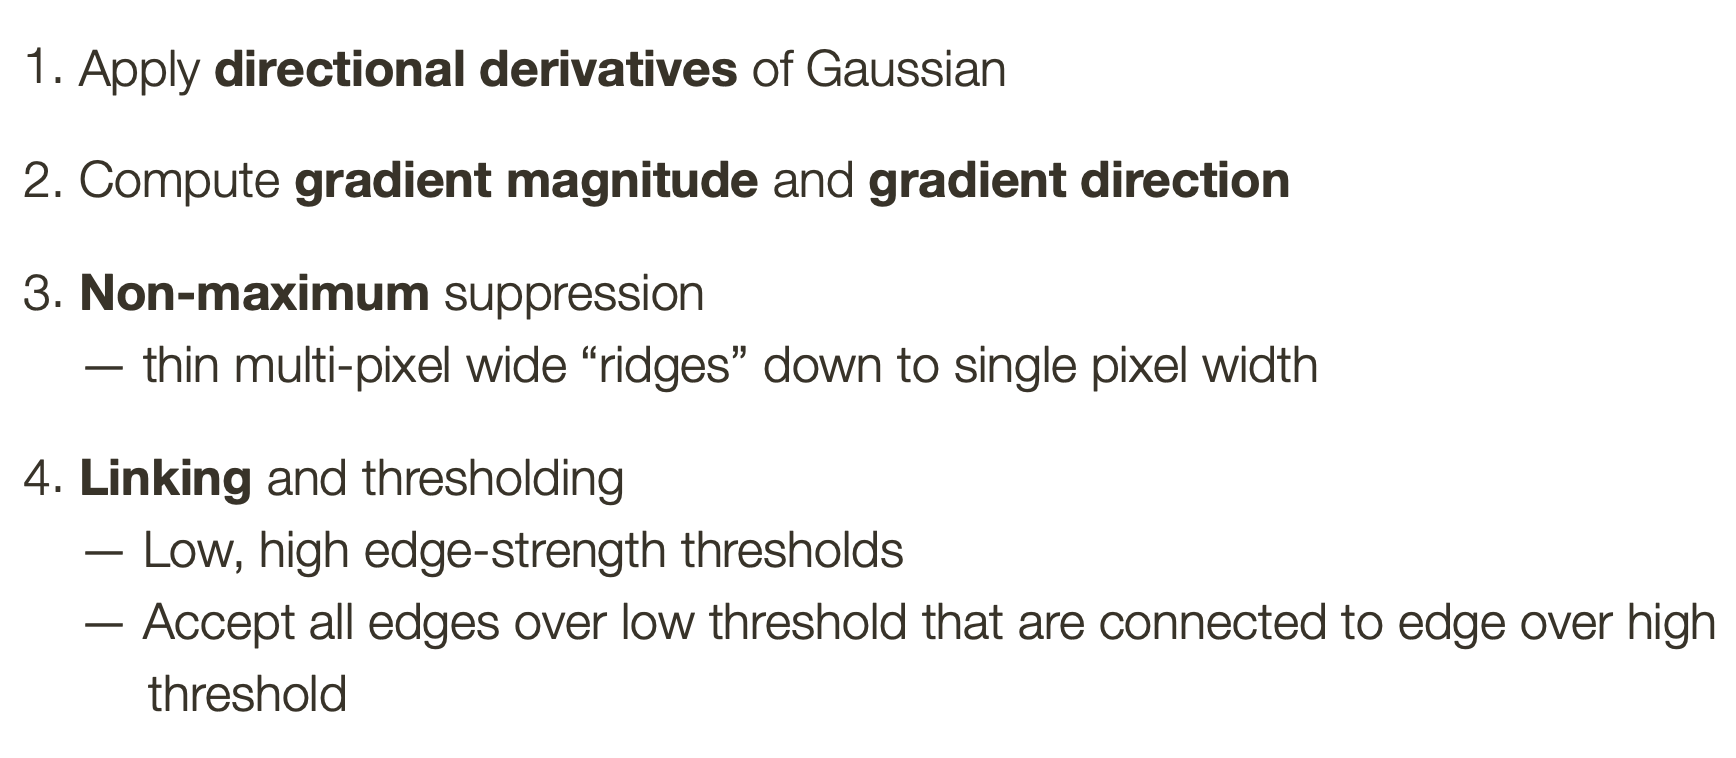 1. Apply directional derivatives of Gaussian
2. Compute gradient magnitude and gradient direction
3. Non-maximum suppression
— thin multi-pixel wide “ridges” down to single pixel width
4. Linking and thresholding
— Low, high edge-strength thresholds
— Accept all edges over low threshold that are connected to edge over high
threshold